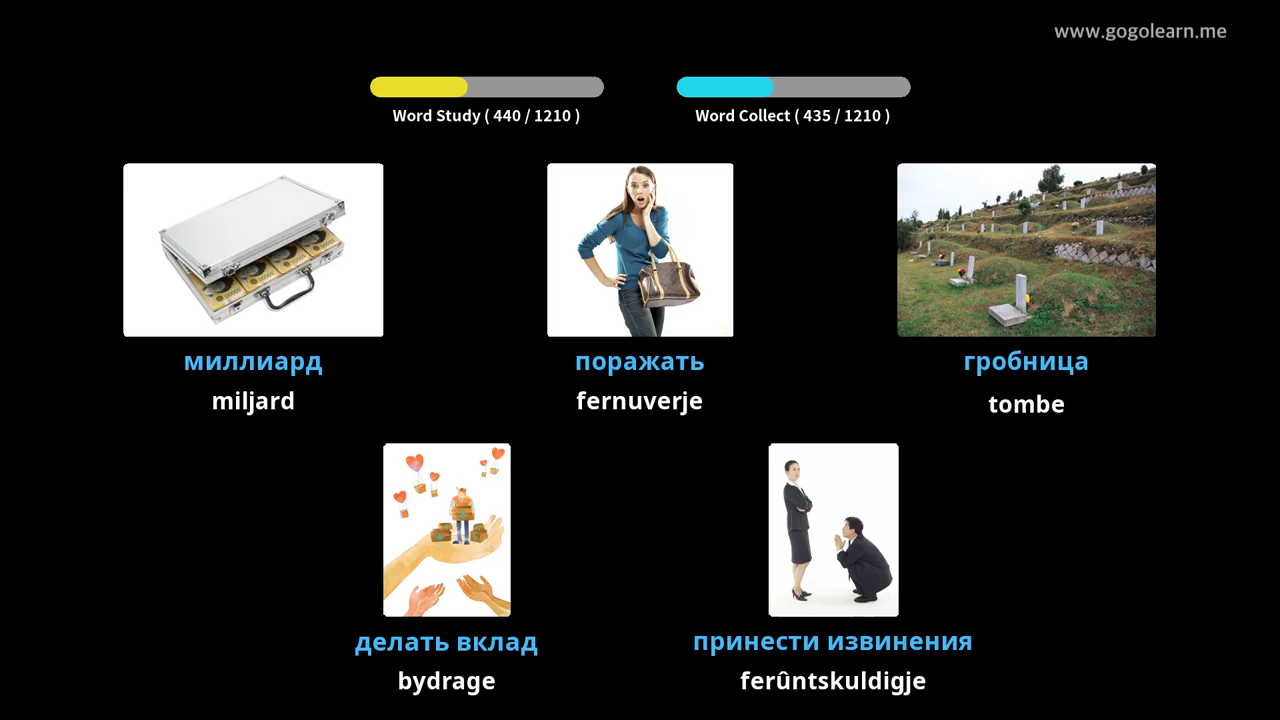 www.gogolearn.me
Word Study ( 440 / 1210 )
Word Collect ( 435 / 1210 )
миллиард
miljard
поражать
fernuverje
гробница
tombe
делать вклад
bydrage
принести извинения
ferûntskuldigje